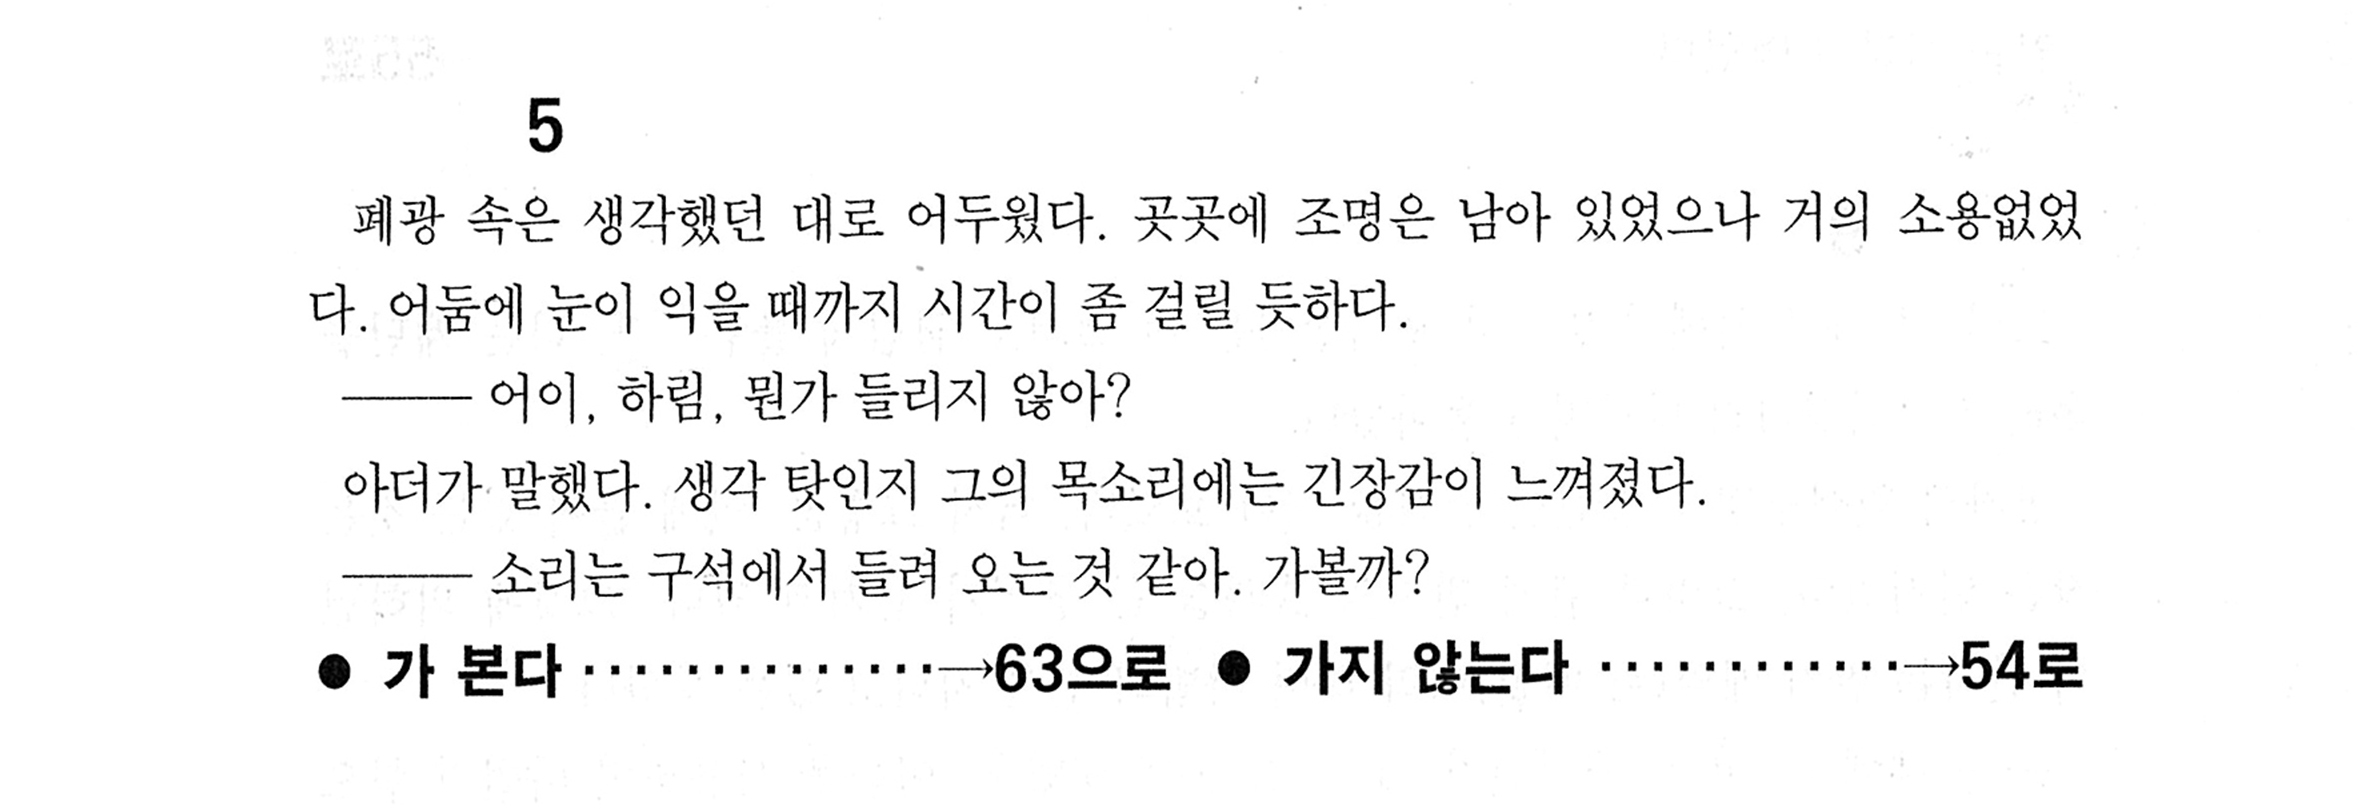 5
폐광 속은 생각했던 대로 어두웠다. 곳곳에 조명은 남아 있었으나 거의 소용없었
다. 어둠에 눈이 익을 때까지 시간이 좀 걸릴 듯하다.
─── 어이, 하림, 뭔가 들리지 않아?
아더가 말했다. 생각 탓인지 그의 목소리에는 긴장감이 느껴졌다.
─── 소리는 구석에서 들려 오는 것 같아. 가볼까?
● 가 본다 ··············→63으로 ● 가지 않는다 ············→54로